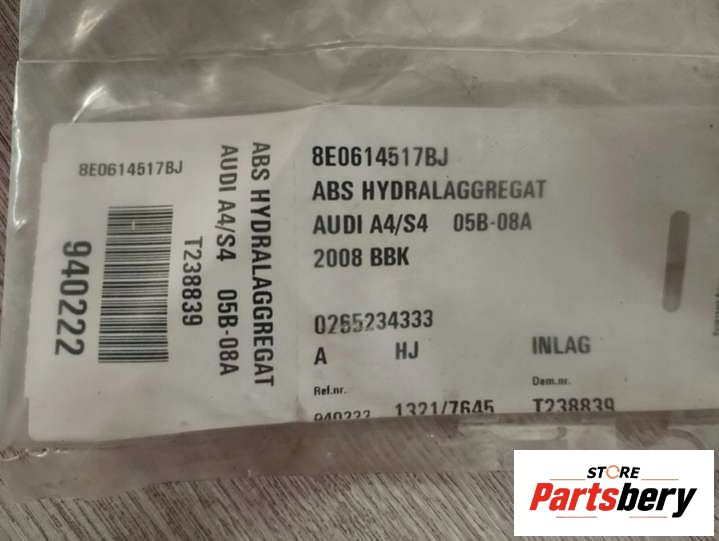 8E0614517BJ
940222
T238839
AUDI A4/S4 05B-08A
ABS HYDRALAGGREGAT
8E0614517BJ
ABS HYDRALAGGREGAT
AUDI A4/S4 05B-08A
2008 BBK
0265234333
A HJ INLAG
Ref.nr. Dem.nr.
940222 1321/7645 T238839
STORE
Partsbery